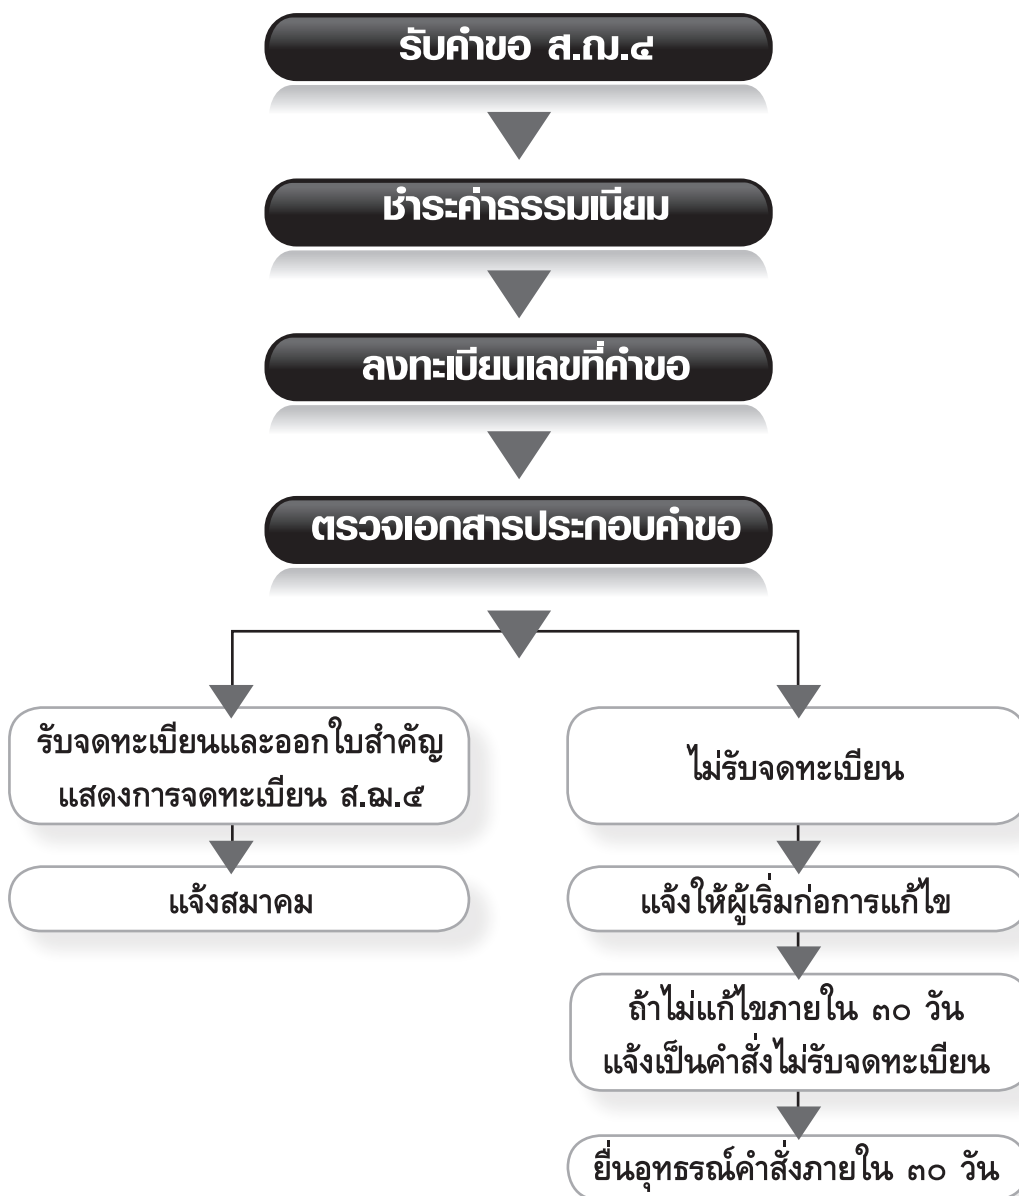 รับคำขอ ส.ฌ.๔
ชำระค่าธรรมเนียม
ลงทะเบียนเลขที่คำขอ
ตรวจเอกสารประกอบคำขอ
รับจดทะเบียนและออกใบสำคัญ
แสดงการจดทะเบียน ส.ฌ.๕
แจ้งสมาคม
ไม่รับจดทะเบียน
แจ้งให้ผู้เริ่มก่อการแก้ไข
ถ้าไม่แก้ไขภายใน ๓๐ วัน
แจ้งเป็นคำสั่งไม่รับจดทะเบียน
ยื่นอุทธรณ์คำสั่งภายใน ๓๐ วัน